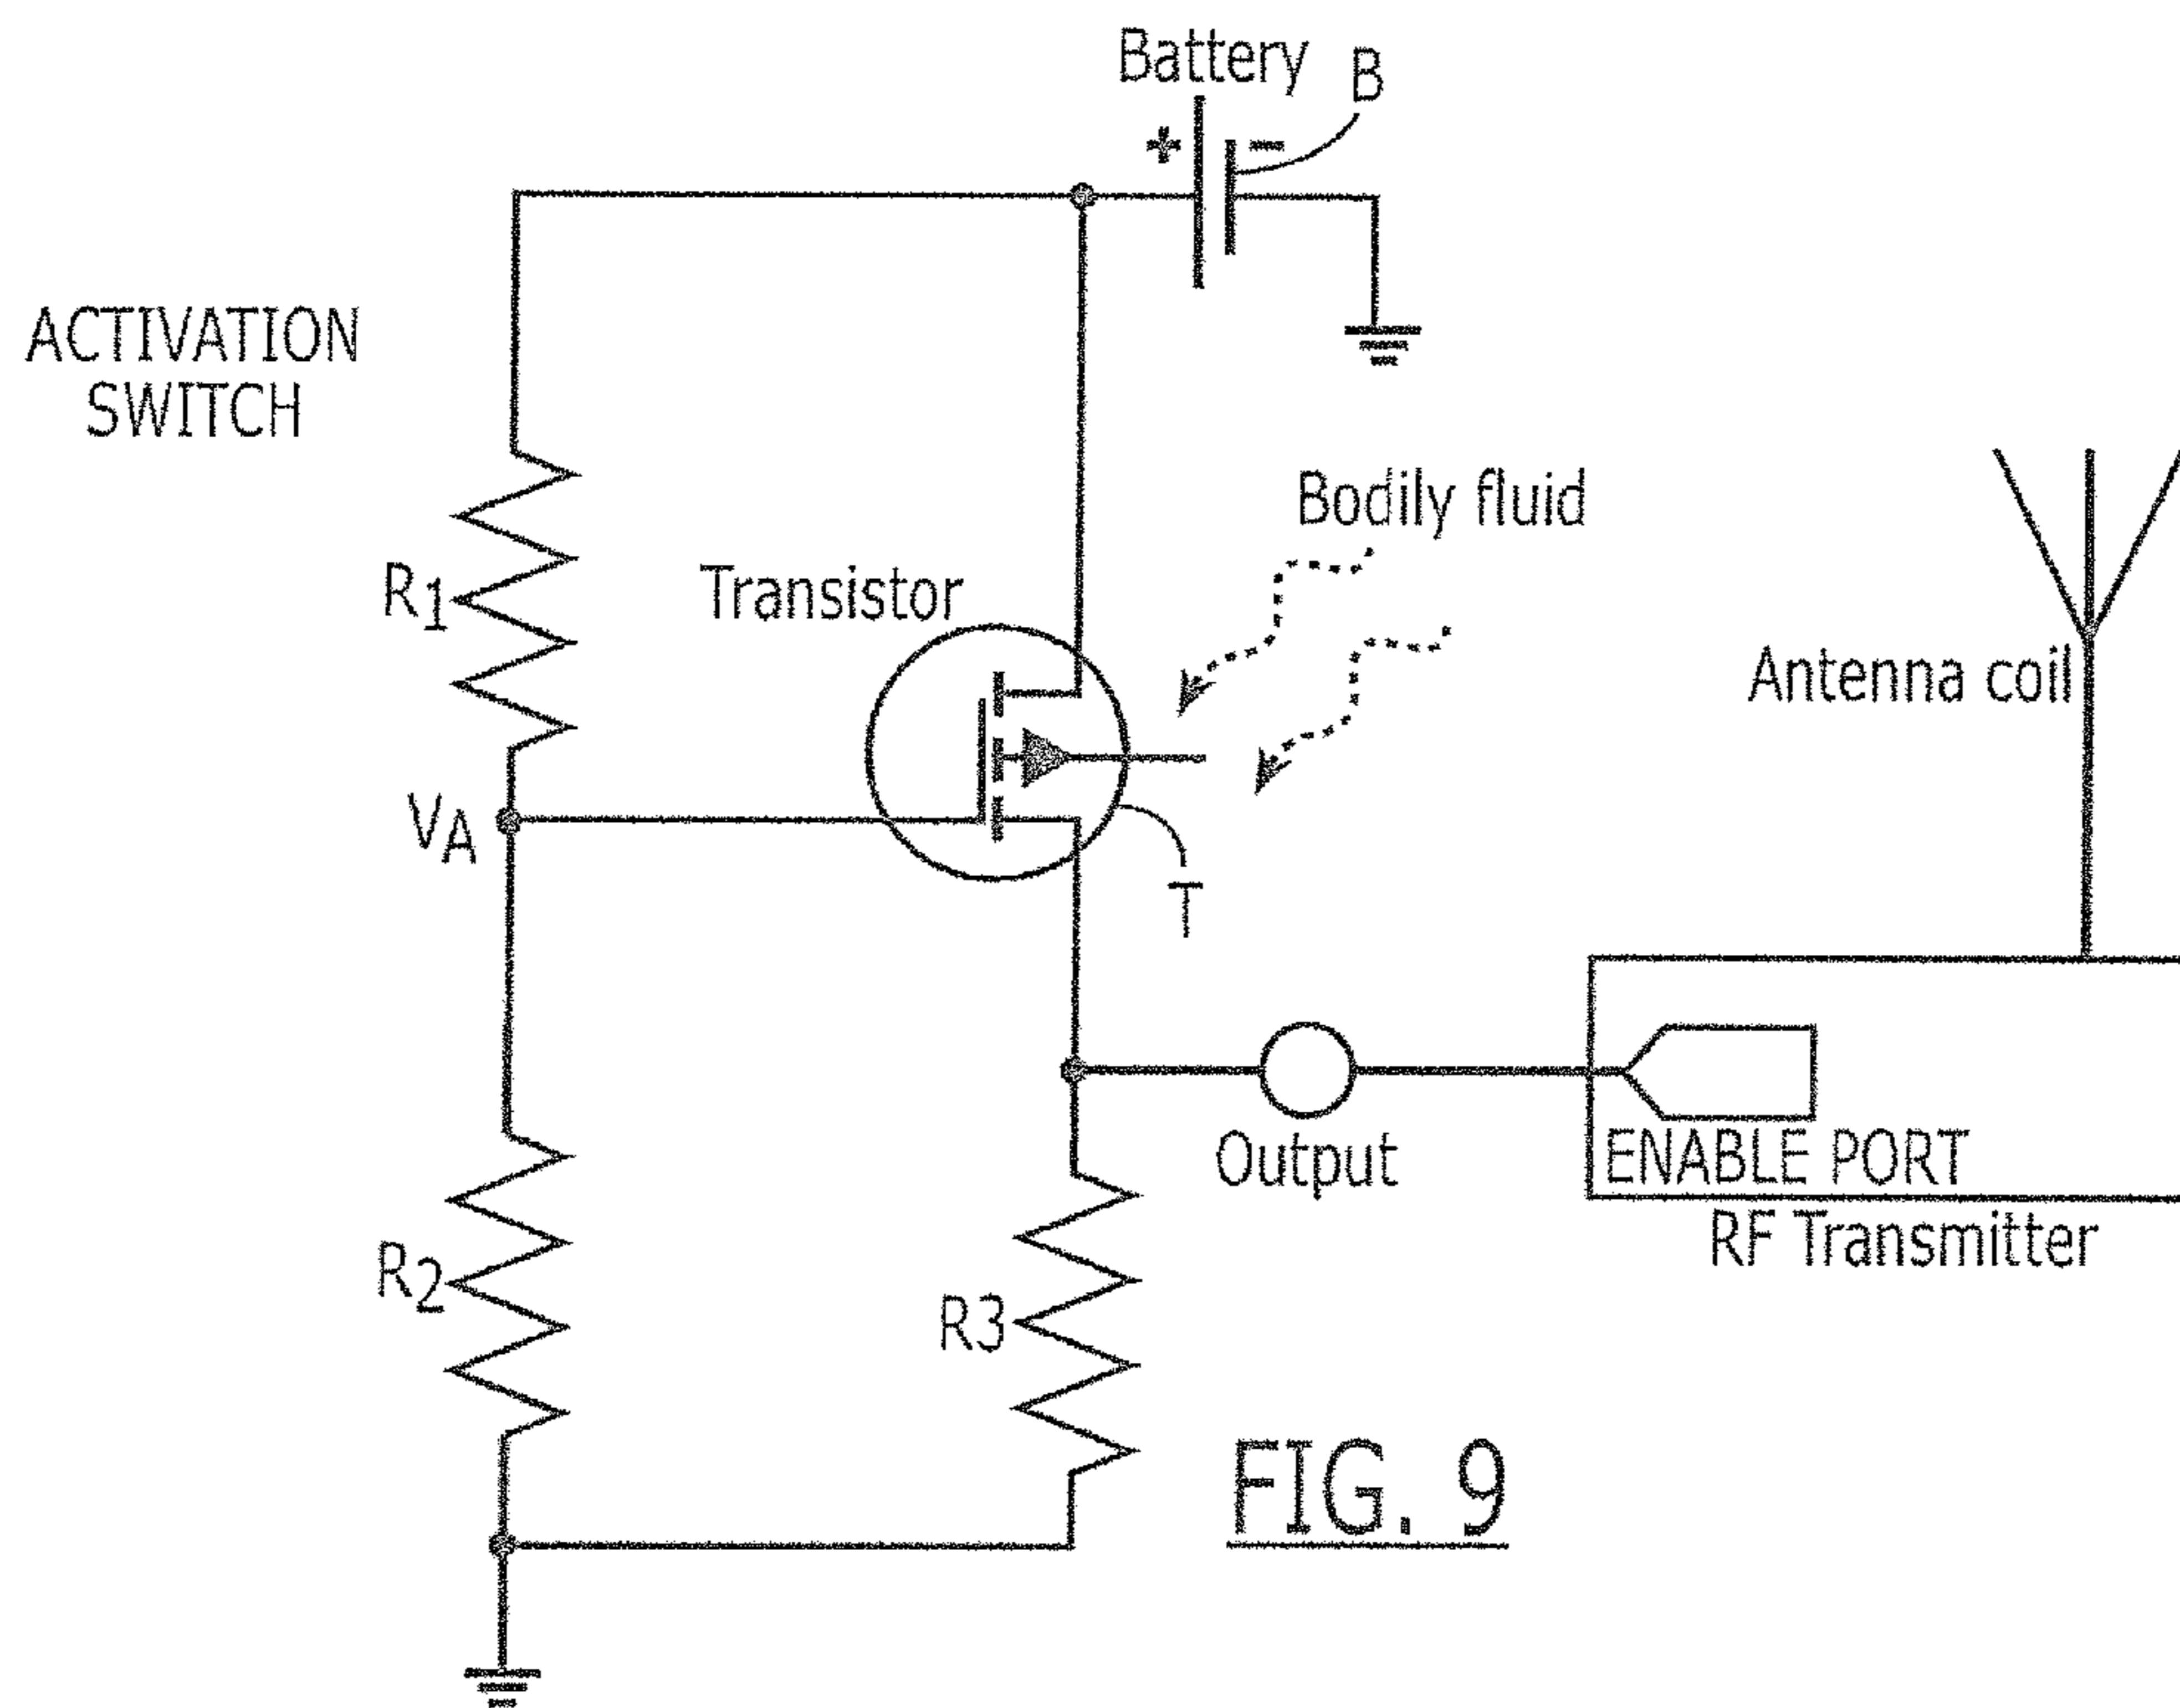 Battery
B
+ -
ACTIVATION
SWITCH
Bodily fluid
R1
Transistor
Antenna coil
VA
T
Output
ENABLE PORT
RF Transmitter
R2
R3
FIG. 9